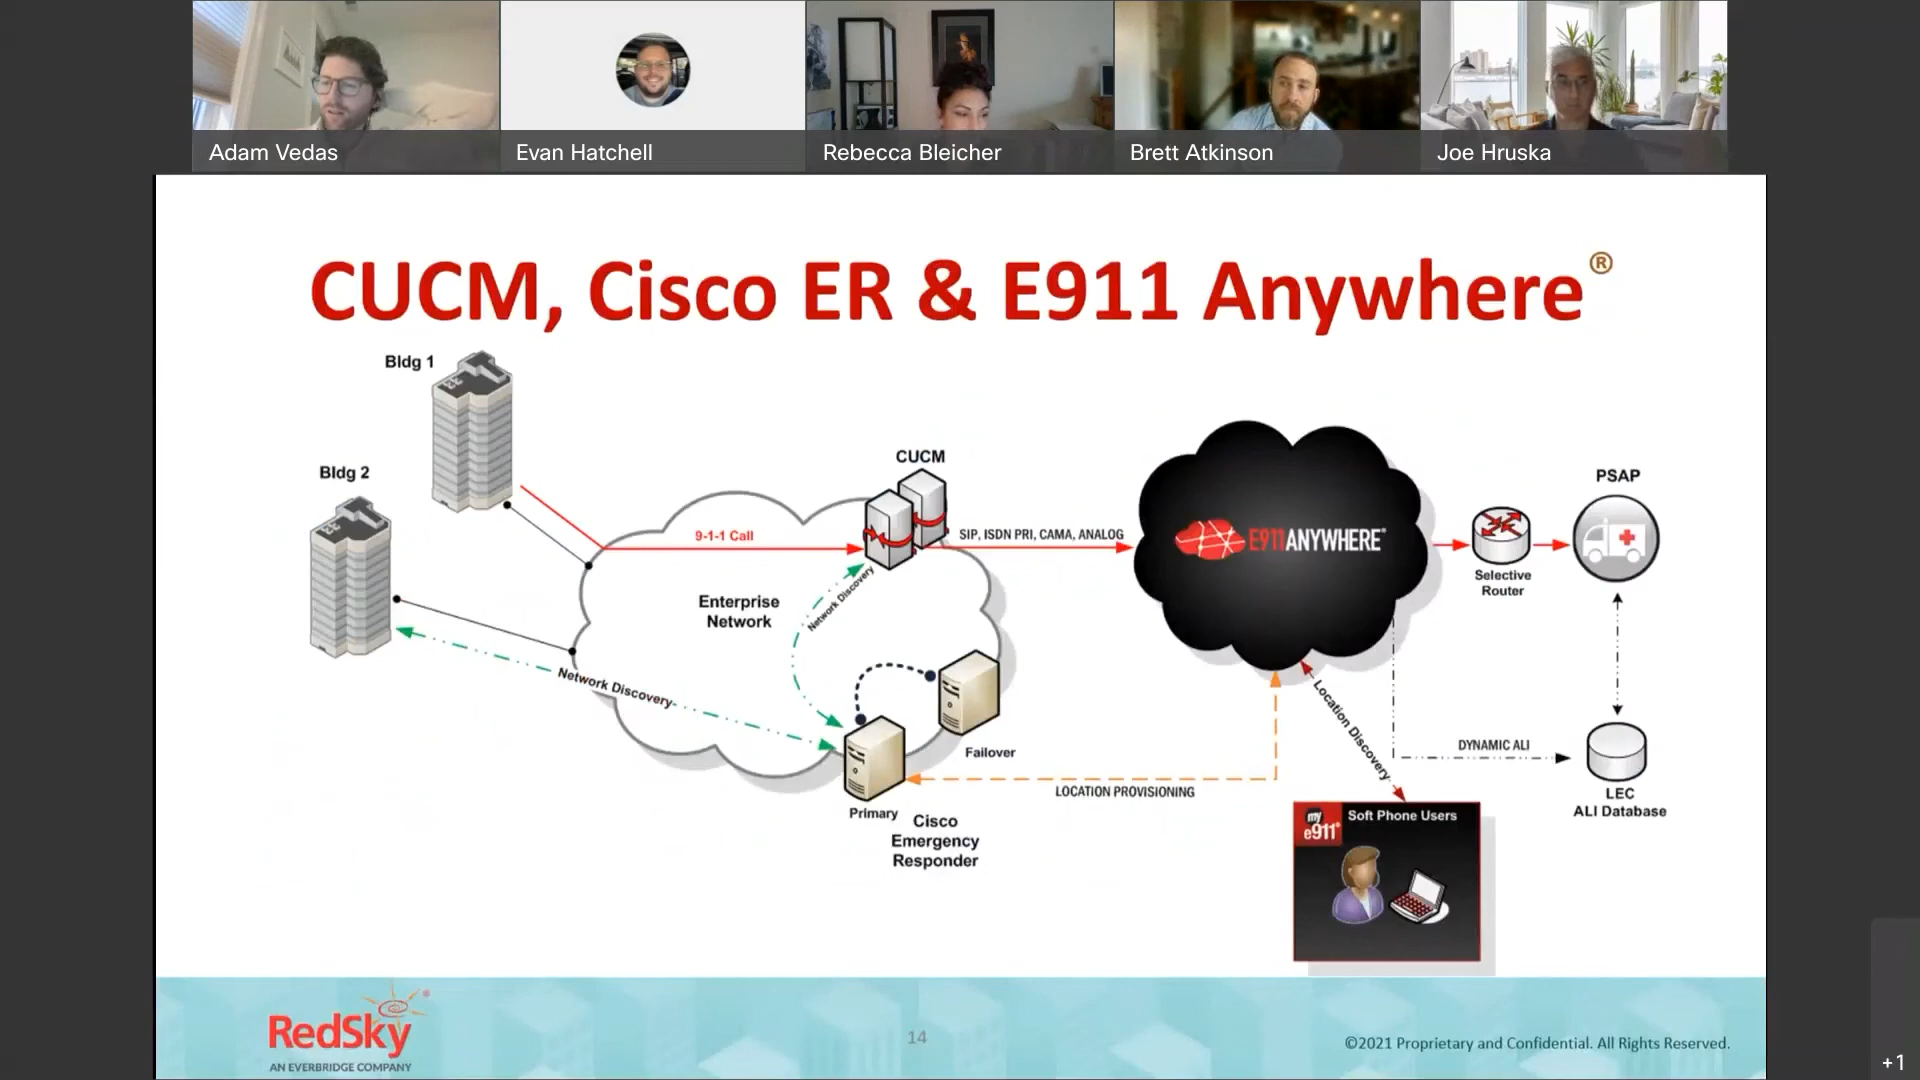 Adam Vedas
Evan Hatchell
Rebecca Bleicher
Brett Atkinson
Joe Hruska
CUCM, Cisco ER & E911 Anywhere®
Bldg 1
Bldg 2
CUCM
PSAP
9-1-1 Call
SIP, ISDN PRI, CAMA, ANALOG
E911ANYWHERE®
Selective
Router
Enterprise
Network
Network Discovery
Network Discovery
Location Discovery
Failover
DYNAMIC ALI
LOCATION PROVISIONING
LEC
ALI Database
Primary
Cisco
Emergency
Responder
my
e911®
Soft Phone Users
RedSky®
AN EVERBRIDGE COMPANY
14
©2021 Proprietary and Confidential. All Rights Reserved.
+1